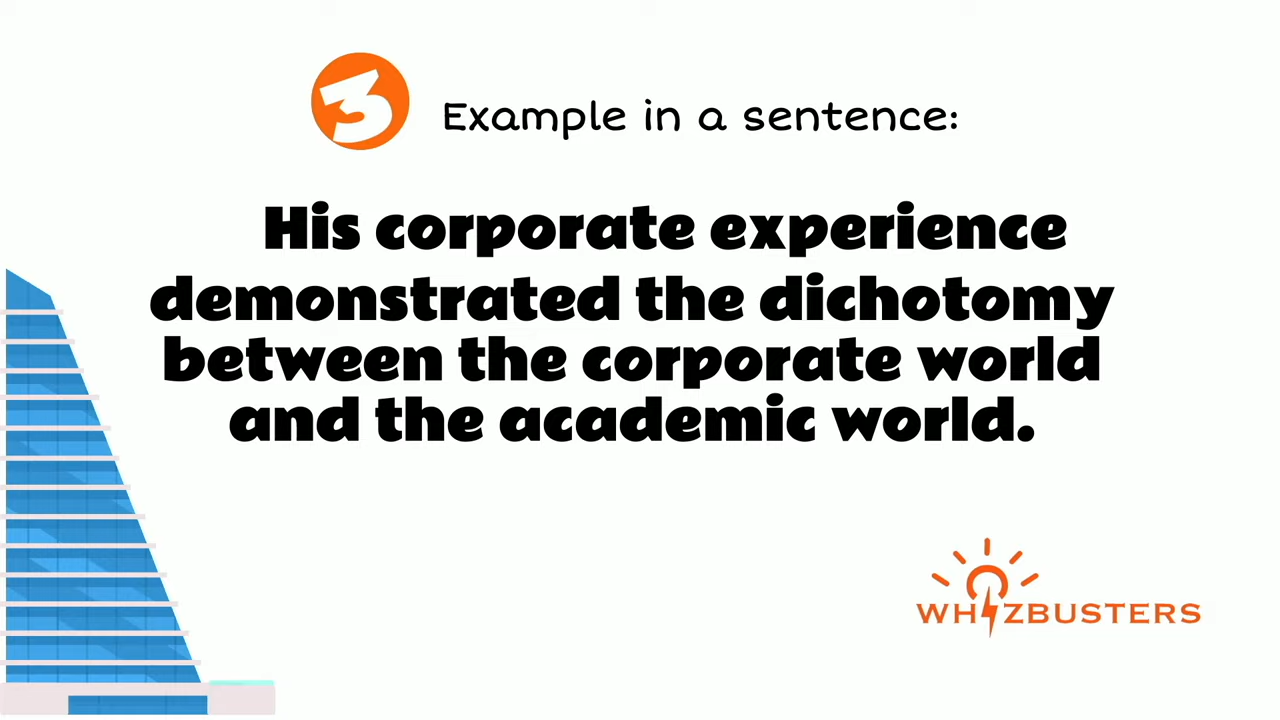 3 Example in a sentence:
His corporate experience
demonstrated the dichotomy
between the corporate world
and the academic world.
WHIZBUSTERS